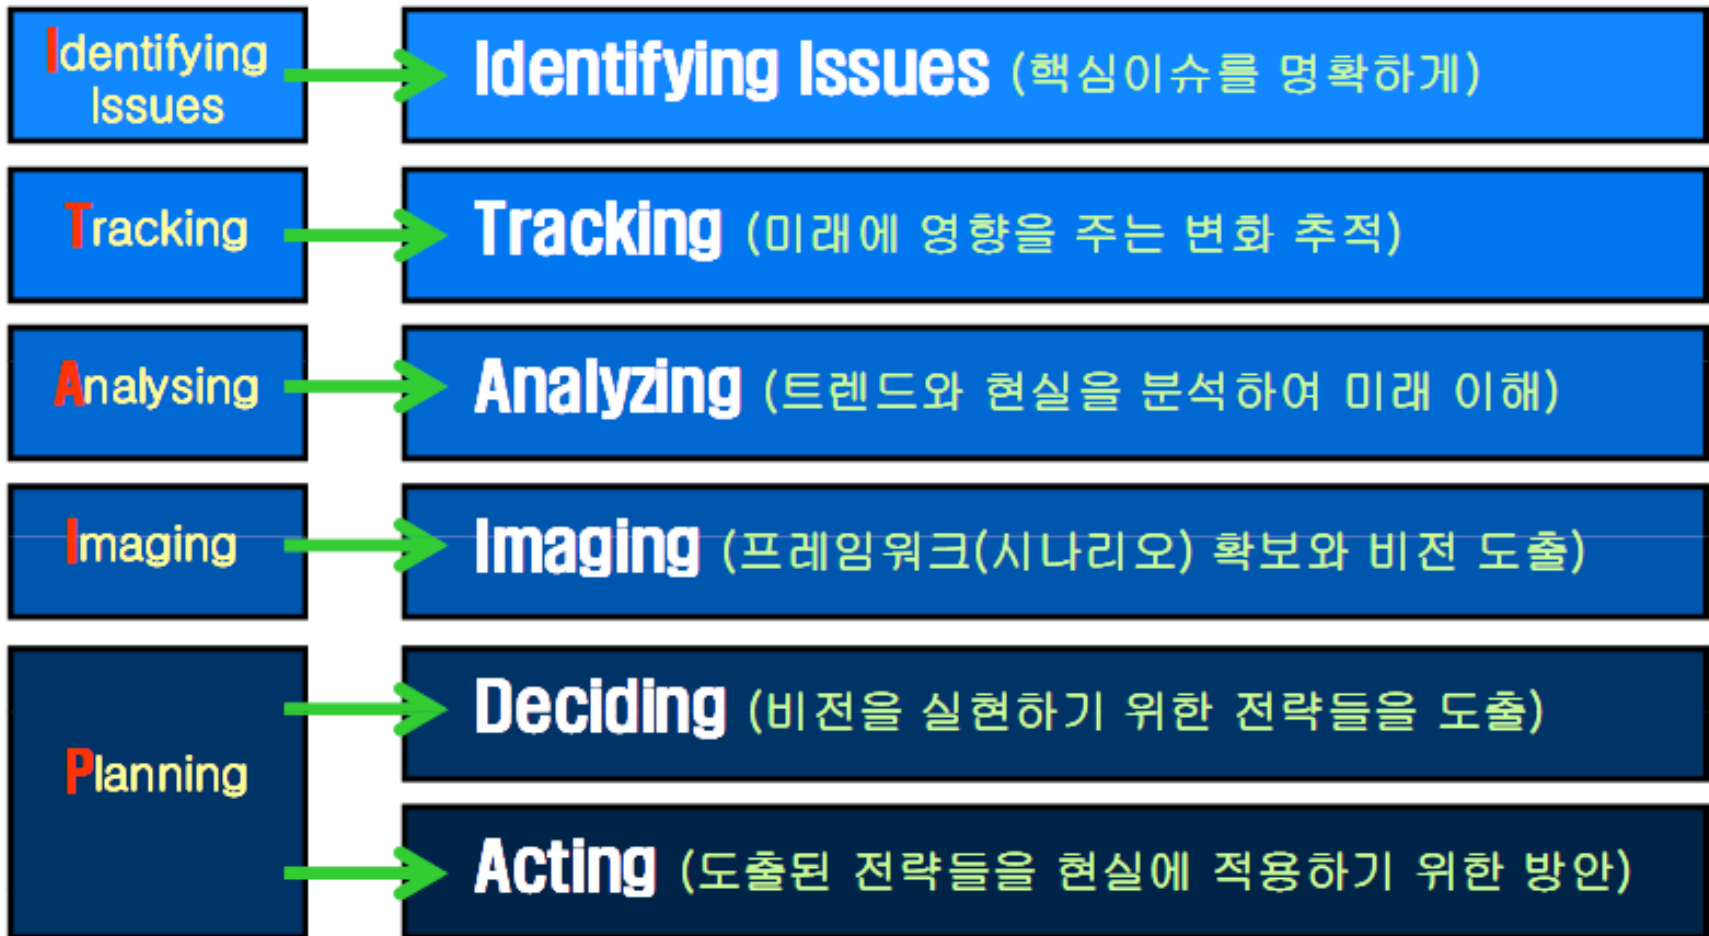 Identifying
Issues
Identifying Issues (핵심이슈를 명확하게)
Tracking
Tracking (미래에 영향을 주는 변화 추적)
Analysing
Analyzing (트렌드와 현실을 분석하여 미래 이해)
Imaging
Imaging (프레임워크(시나리오) 확보와 비전 도출)
Planning
Deciding (비전을 실현하기 위한 전략들을 도출)
Acting (도출된 전략들을 현실에 적용하기 위한 방안)